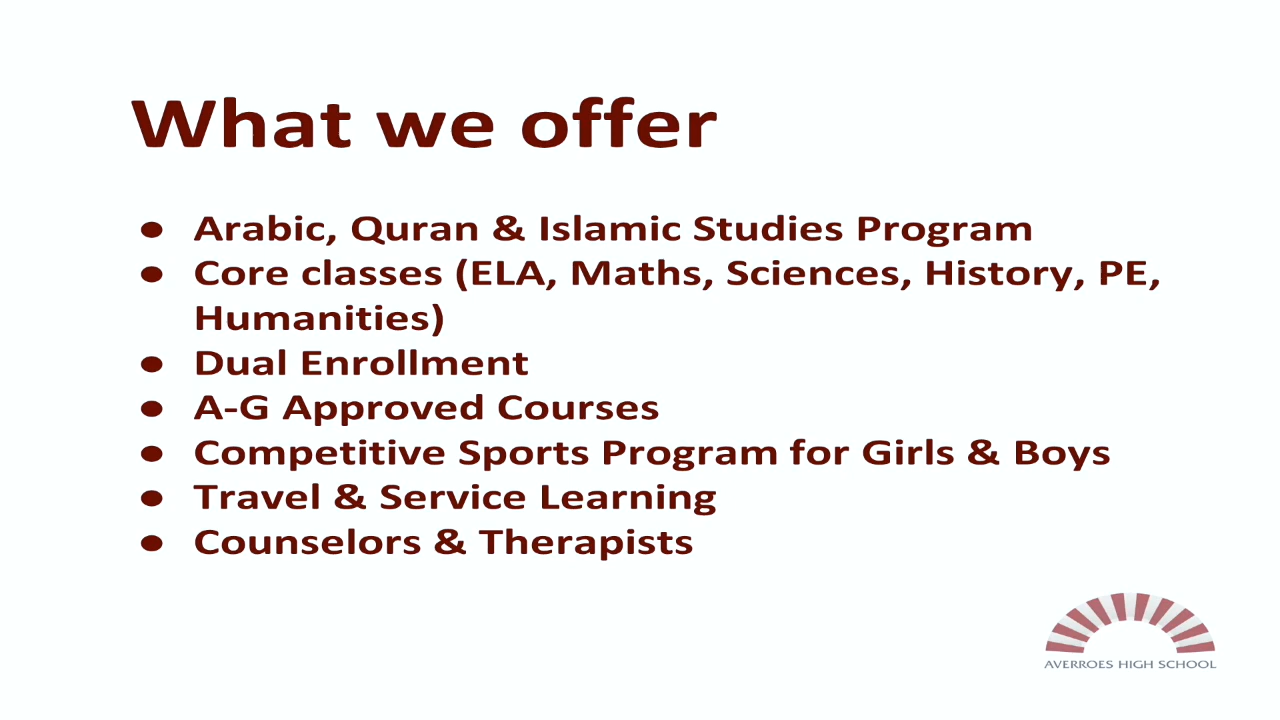 What we offer
● Arabic, Quran & Islamic Studies Program
● Core classes (ELA, Maths, Sciences, History, PE,
Humanities)
● Dual Enrollment
● A-G Approved Courses
● Competitive Sports Program for Girls & Boys
● Travel & Service Learning
● Counselors & Therapists
AVERROES HIGH SCHOOL